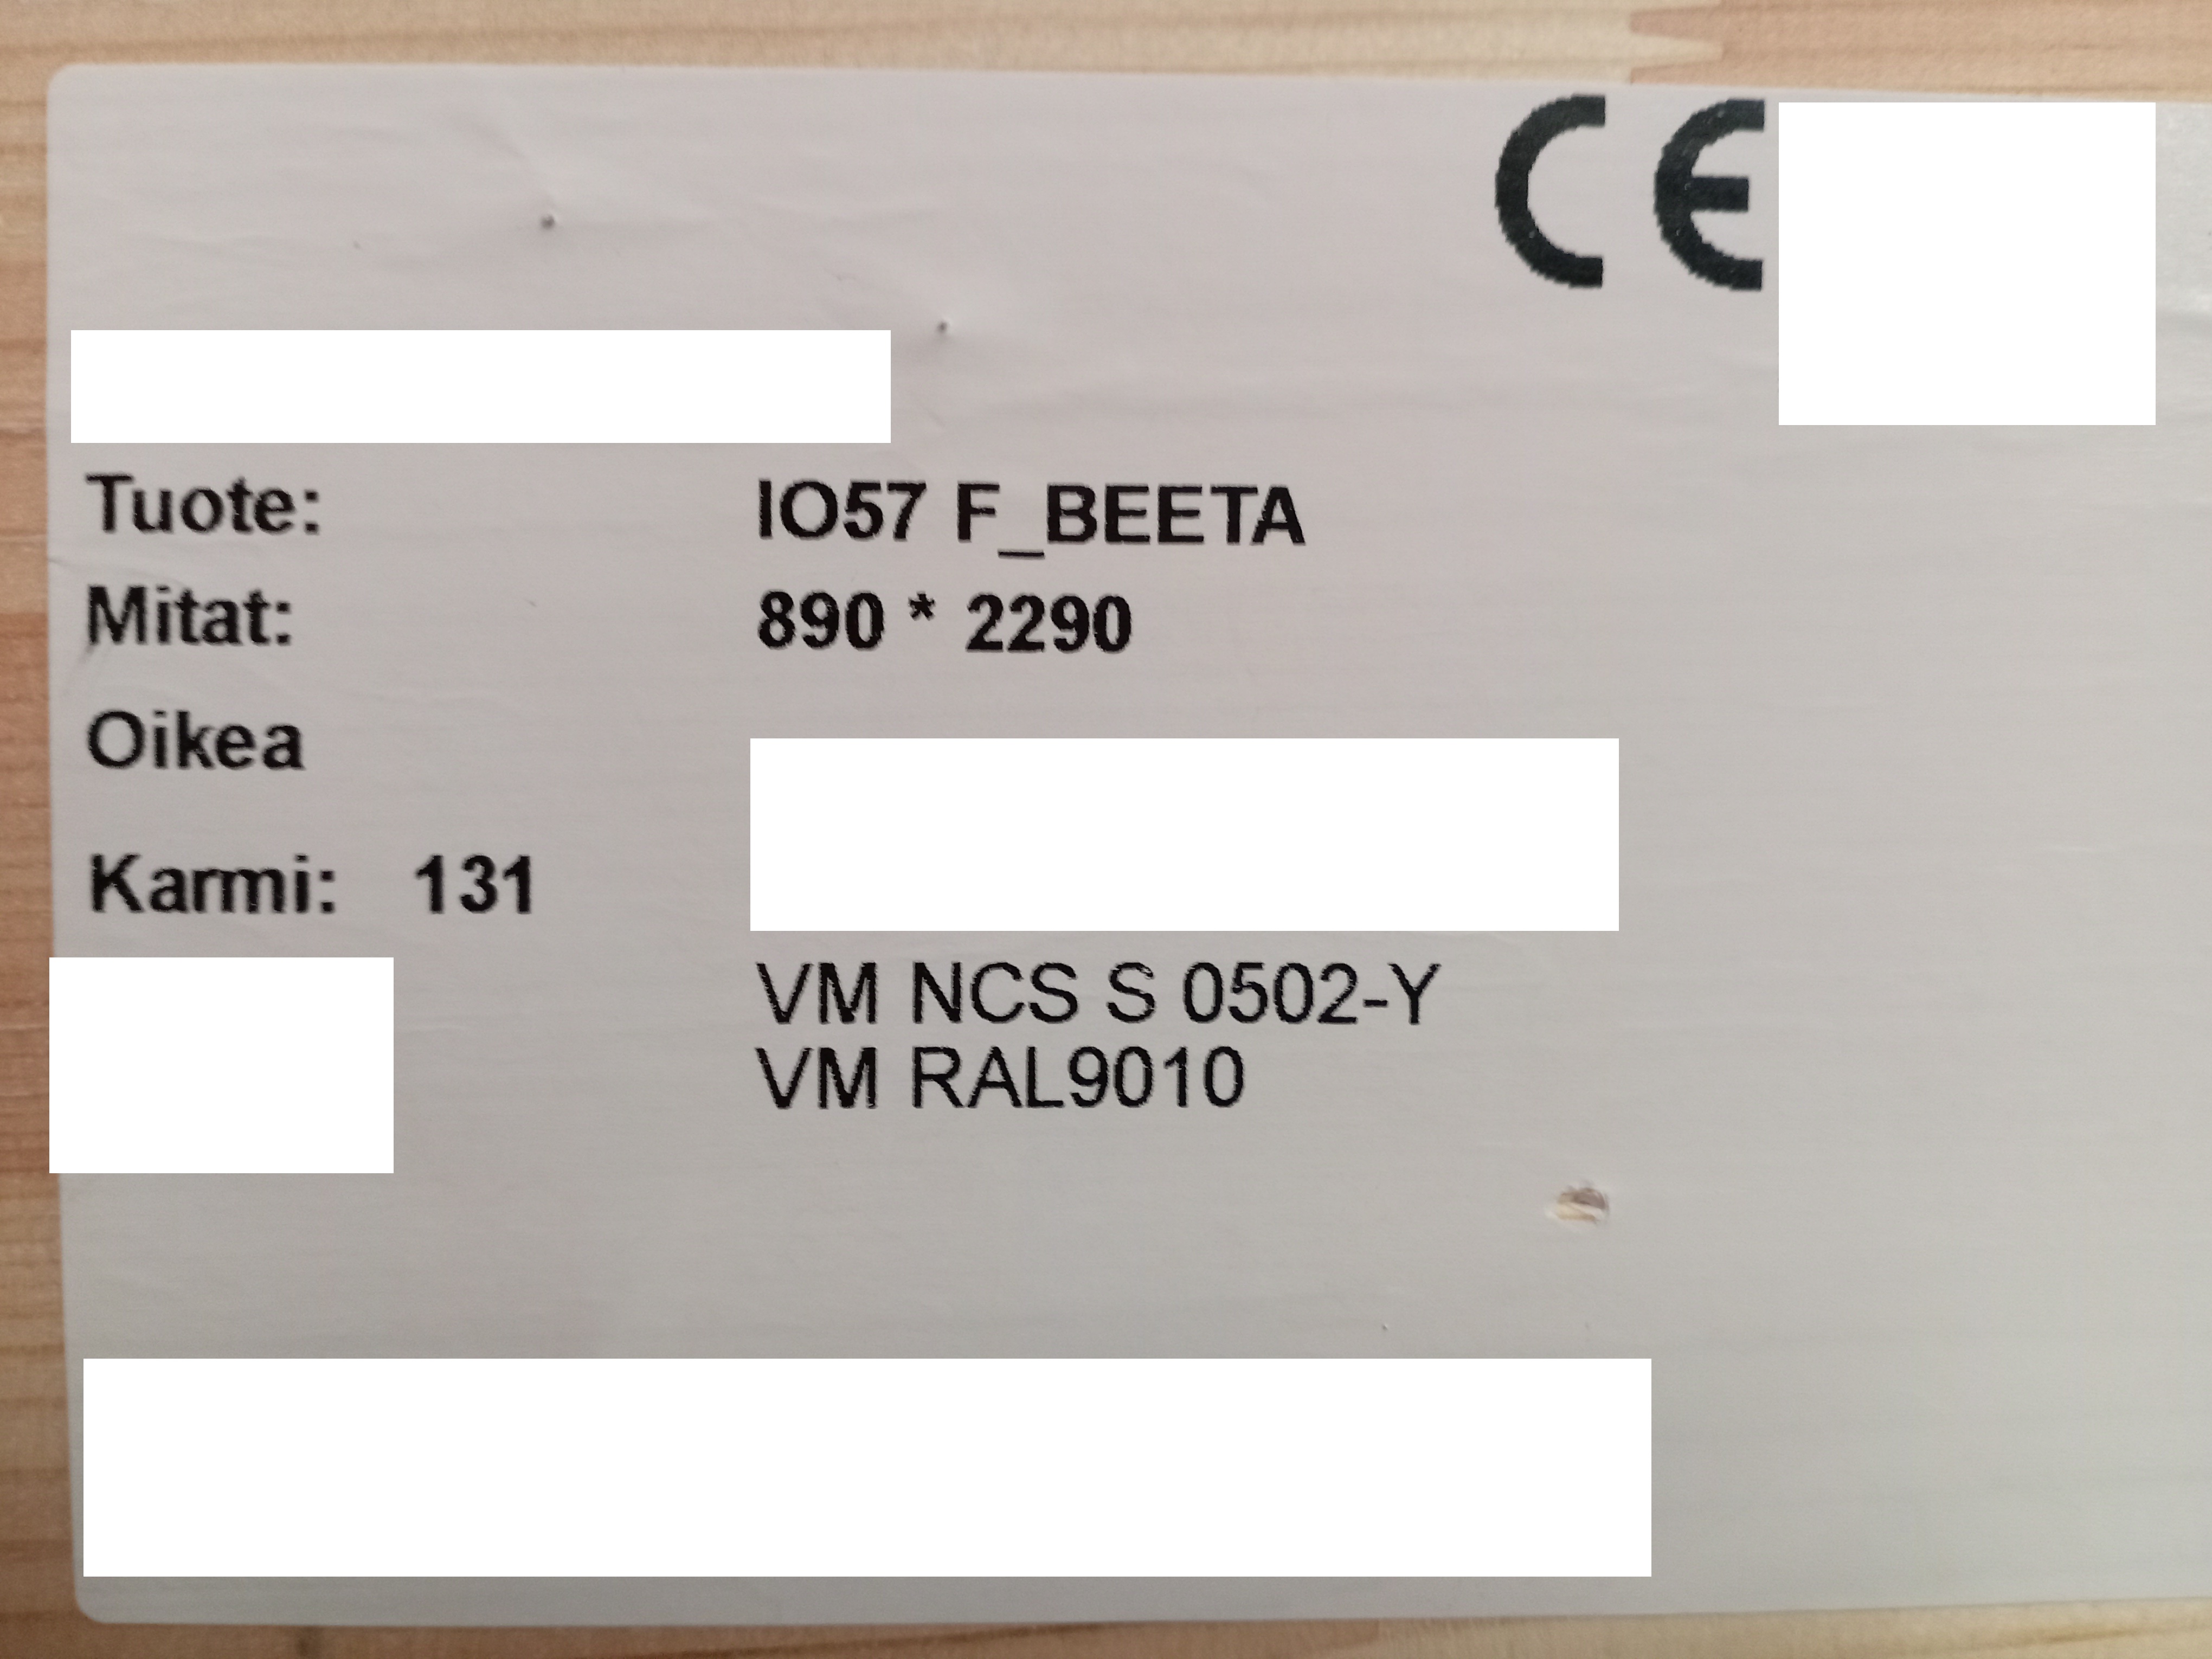 CE
Tuote: IO57 F_BEETA
Mitat: 890 * 2290
Oikea
Karmi: 131
VM NCS S 0502-Y
VM RAL9010